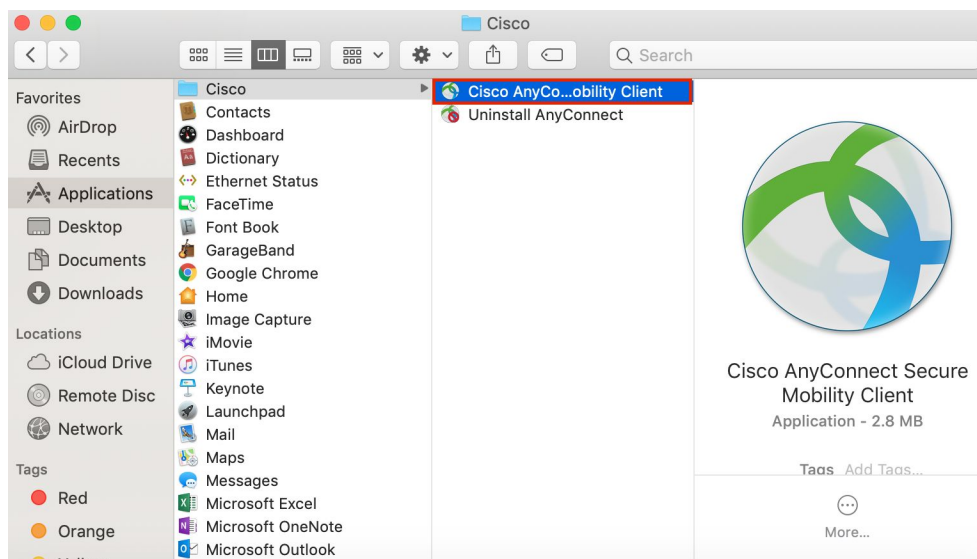 Cisco
Search
Favorites
AirDrop
Recents
Applications
Desktop
Documents
Downloads
Locations
iCloud Drive
Remote Disc
Network
Tags
Red
Orange
Cisco
Contacts
Dashboard
Dictionary
Ethernet Status
FaceTime
Font Book
GarageBand
Google Chrome
Home
Image Capture
iMovie
iTunes
Keynote
Launchpad
Mail
Maps
Messages
Microsoft Excel
Microsoft OneNote
Microsoft Outlook
Cisco AnyCo...obility Client
Uninstall AnyConnect
Cisco AnyConnect Secure
Mobility Client
Application - 2.8 MB
Tags Add Tags...
More...